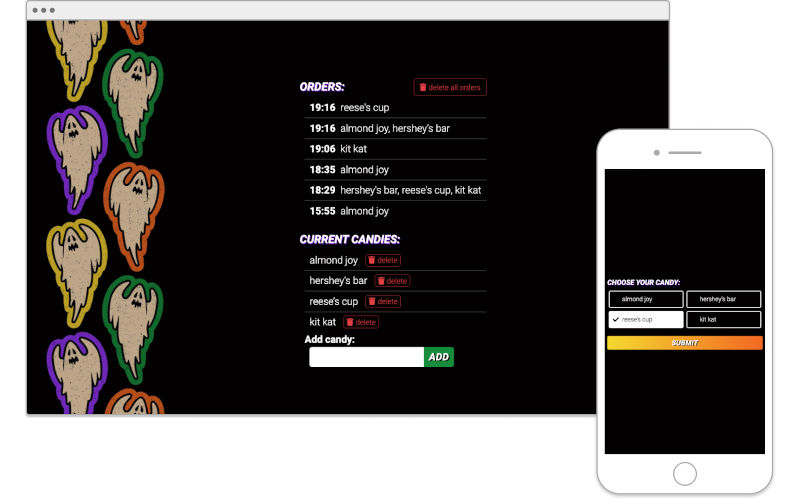 ORDERS:
delete all orders
19:16 reese's cup
19:16 almond joy, hershey's bar
19:06 kit kat
18:35 almond joy
18:29 hershey's bar, reese's cup, kit kat
15:55 almond joy
CURRENT CANDIES:
almond joy delete
hershey's bar delete
reese's cup delete
kit kat delete
Add candy:
ADD
CHOOSE YOUR CANDY:
almond joy hershey's bar
reese's cup kit kat
SUBMIT